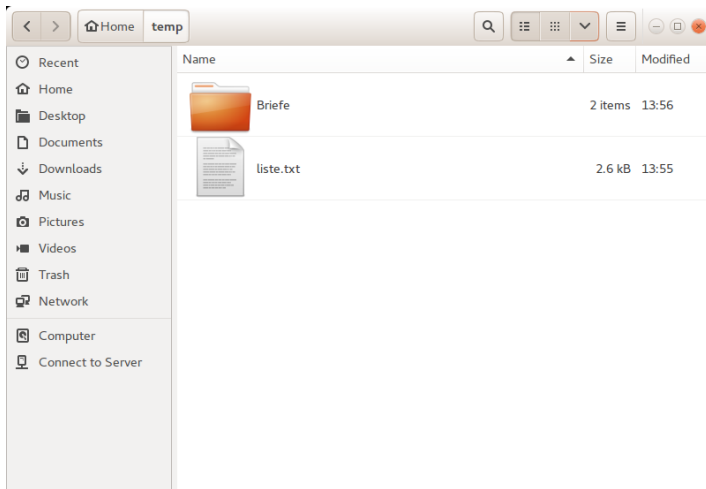 Home temp
Name Size Modified
Recent
Home
Desktop
Documents
Downloads
Music
Pictures
Videos
Trash
Network
Computer
Connect to Server
Briefe 2 items 13:56
liste.txt 2.6 kB 13:55